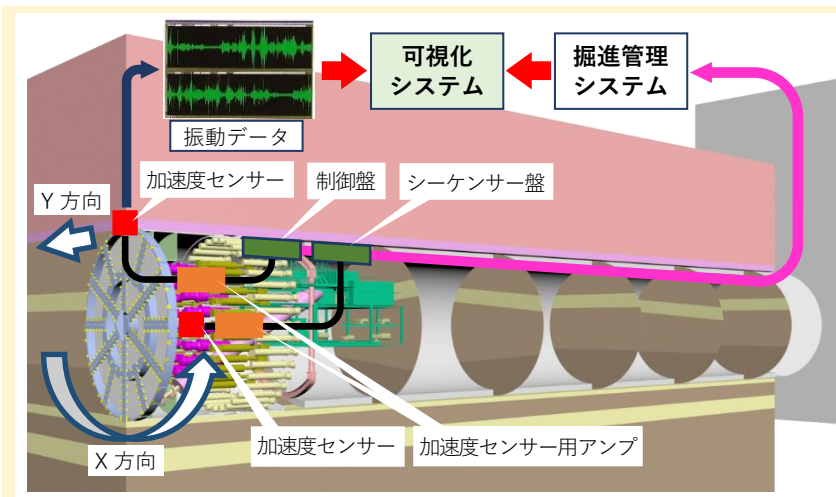 可視化
システム
掘進管理
システム
振動データ
加速度センサー
制御盤
シーケンサー盤
Y 方向
X 方向
加速度センサー
加速度センサー用アンプ